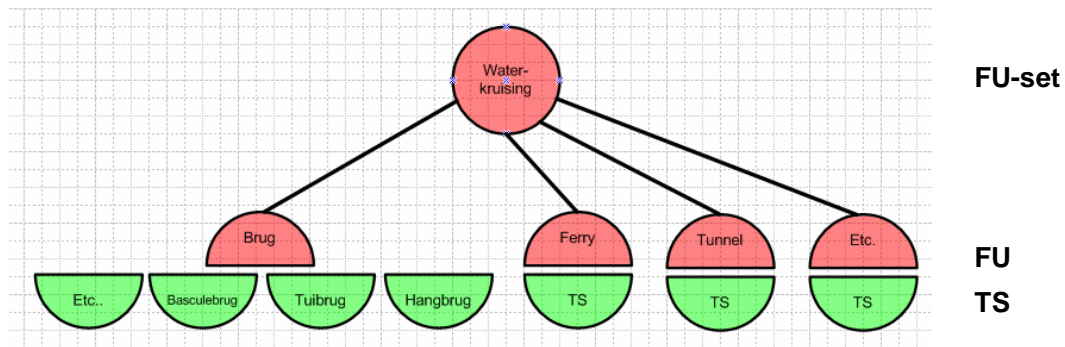 Water-
kruising
FU-set
Brug
Ferry
Tunnel
Etc.
FU
Etc..
Basculebrug
Tuibrug
Hangbrug
TS
TS
TS
TS